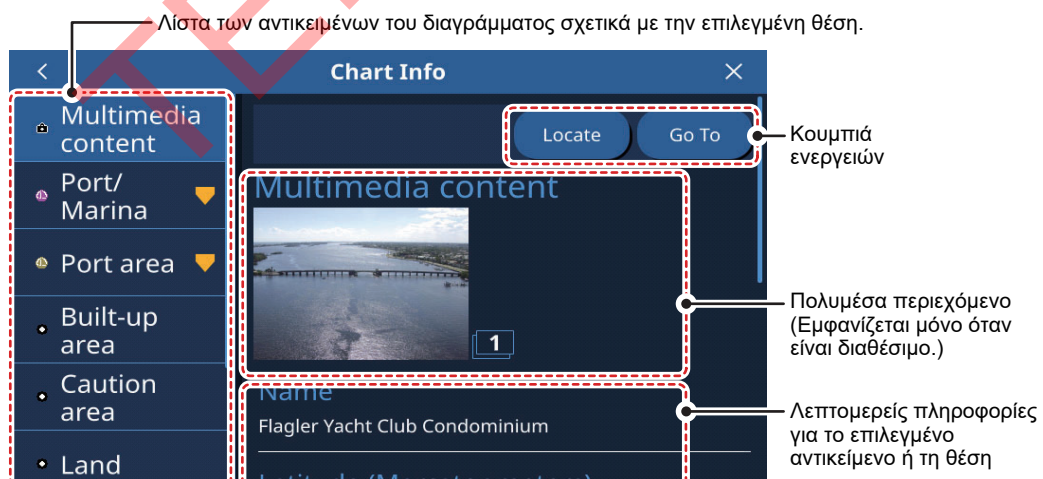 Λίστα των αντικειμένων του διαγράμματος σχετικά με την επιλεγμένη θέση.
Chart Info
Multimedia
content
Port/
Marina
Port area
Built-up
area
Caution
area
Land
Locate
Go To
Multimedia content
1
Name
Flagler Yacht Club Condominium
Κουμπιά
ενεργειών
Πολυμέσα περιεχόμενο
(Εμφανίζεται μόνο όταν
είναι διαθέσιμο.)
Λεπτομερείς πληροφορίες
για το επιλεγμένο
αντικείμενο ή τη θέση